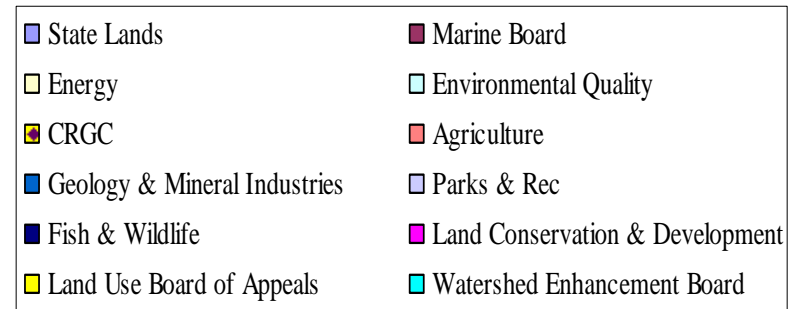 State Lands Marine Board
Energy Environmental Quality
CRGC Agriculture
Geology & Mineral Industries Parks & Rec
Fish & Wildlife Land Conservation & Development
Land Use Board of Appeals Watershed Enhancement Board